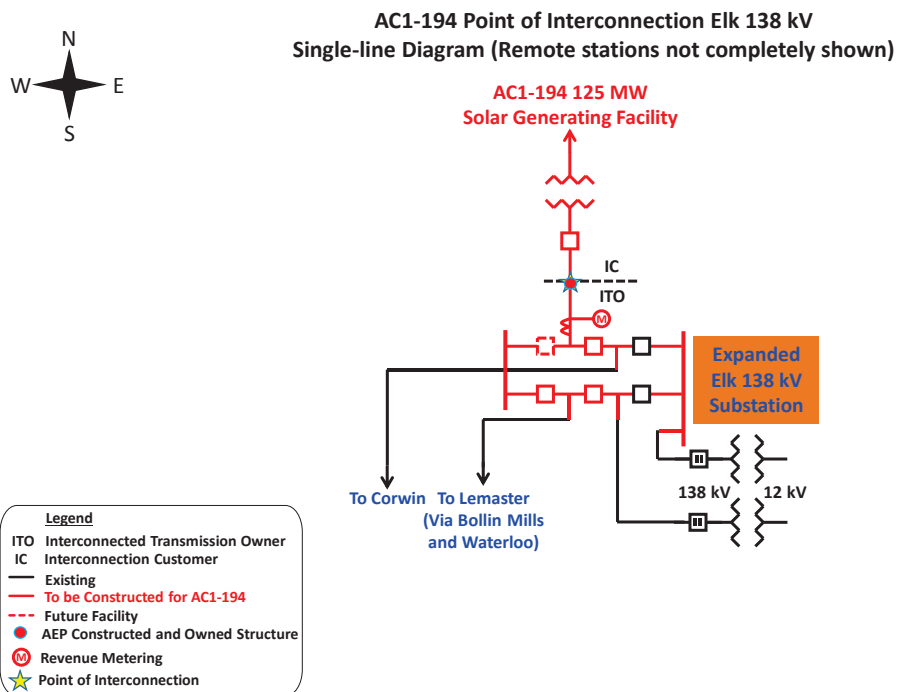 AC1-194 Point of Interconnection Elk 138 kV
Single-line Diagram (Remote stations not completely shown)
N
W
E
S
AC1-194 125 MW
Solar Generating Facility
IC
ITO
M
Expanded
Elk 138 kV
Substation
138 kV
12 kV
To Corwin
To Lemaster
(Via Bollin Mills
and Waterloo)
Legend
ITO Interconnected Transmission Owner
IC Interconnection Customer
Existing
To be Constructed for AC1-194
Future Facility
AEP Constructed and Owned Structure
M Revenue Metering
Point of Interconnection